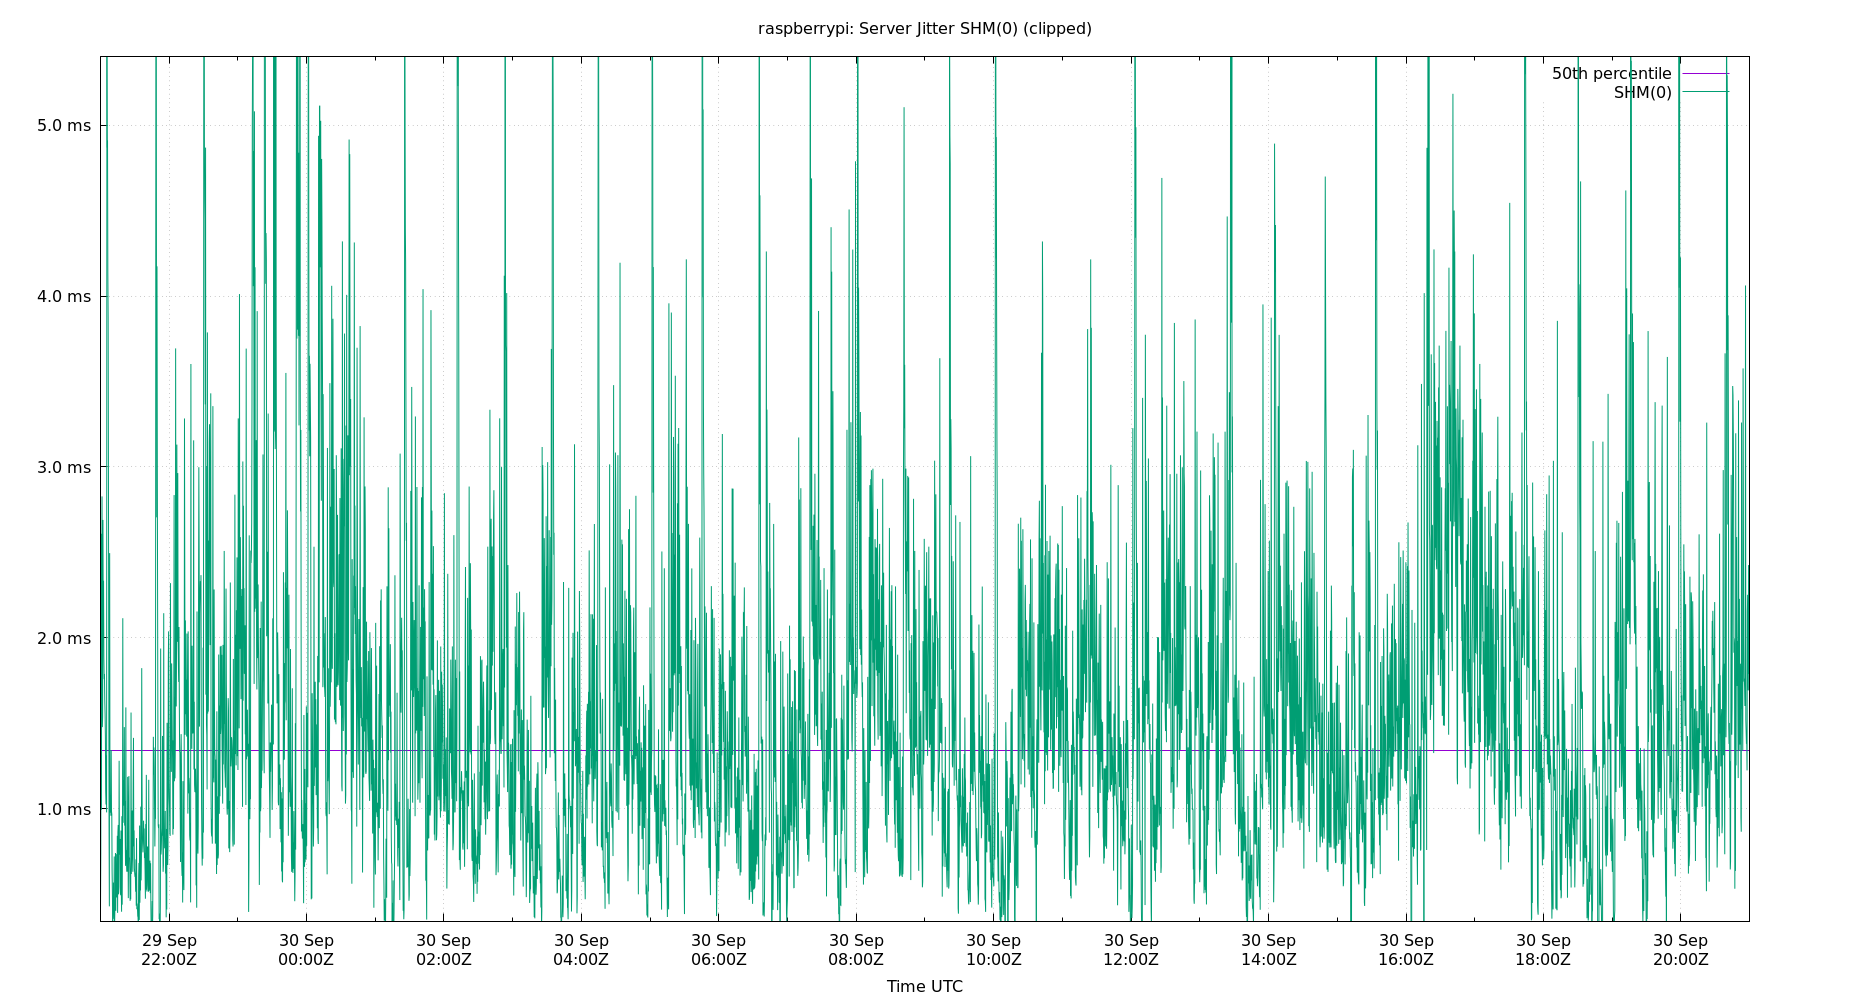 raspberrypi: Server Jitter SHM(0) (clipped)
50th percentile
SHM(0)
5.0 ms
4.0 ms
3.0 ms
2.0 ms
1.0 ms
29 Sep 30 Sep 30 Sep 30 Sep 30 Sep 30 Sep 30 Sep 30 Sep 30 Sep 30 Sep 30 Sep 30 Sep
22:00Z 00:00Z 02:00Z 04:00Z 06:00Z 08:00Z 10:00Z 12:00Z 14:00Z 16:00Z 18:00Z 20:00Z
Time UTC